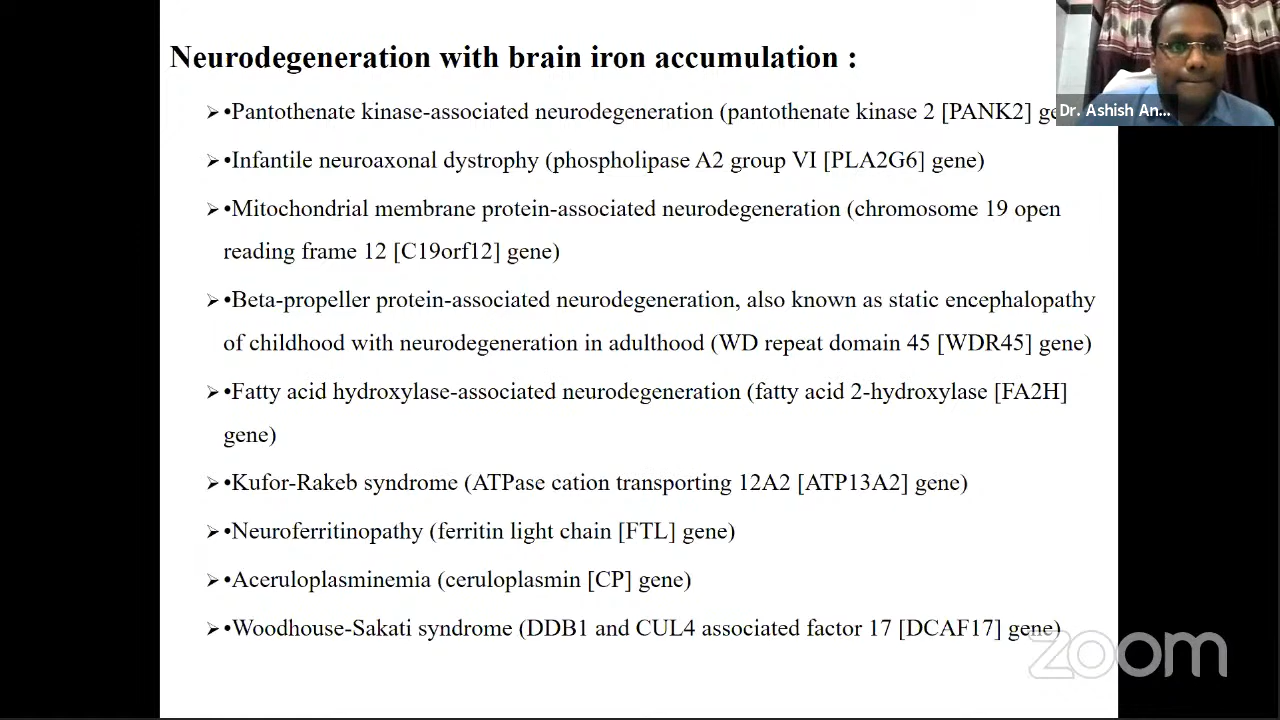 Neurodegeneration with brain iron accumulation :
•Pantothenate kinase-associated neurodegeneration (pantothenate kinase 2 [PANK2] ge
•Infantile neuroaxonal dystrophy (phospholipase A2 group VI [PLA2G6] gene)
•Mitochondrial membrane protein-associated neurodegeneration (chromosome 19 open
reading frame 12 [C19orf12] gene)
•Beta-propeller protein-associated neurodegeneration, also known as static encephalopathy
of childhood with neurodegeneration in adulthood (WD repeat domain 45 [WDR45] gene)
•Fatty acid hydroxylase-associated neurodegeneration (fatty acid 2-hydroxylase [FA2H]
gene)
•Kufor-Rakeb syndrome (ATPase cation transporting 12A2 [ATP13A2] gene)
•Neuroferritinopathy (ferritin light chain [FTL] gene)
•Aceruloplasminemia (ceruloplasmin [CP] gene)
•Woodhouse-Sakati syndrome (DDB1 and CUL4 associated factor 17 [DCAF17] gene)
Dr. Ashish An...
zoom